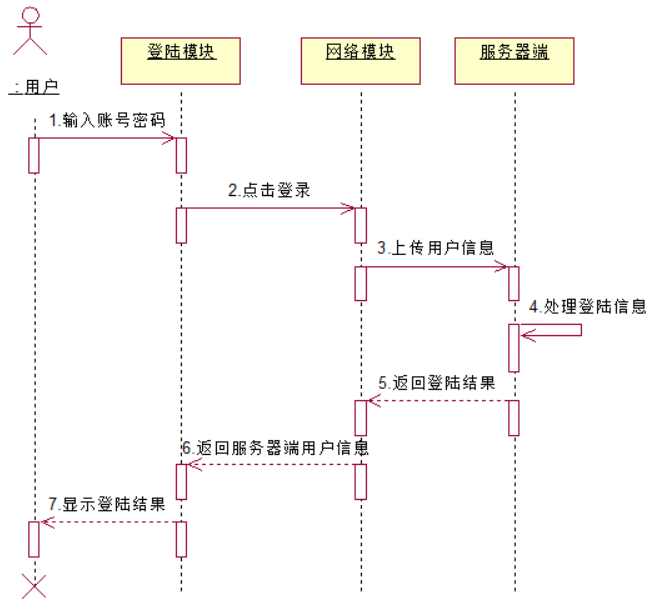 登陆模块
网络模块
服务器端
: 用户
1.输入账号密码
2.点击登录
3.上传用户信息
4.处理登陆信息
5.返回登陆结果
6.返回服务器端用户信息
7.显示登陆结果